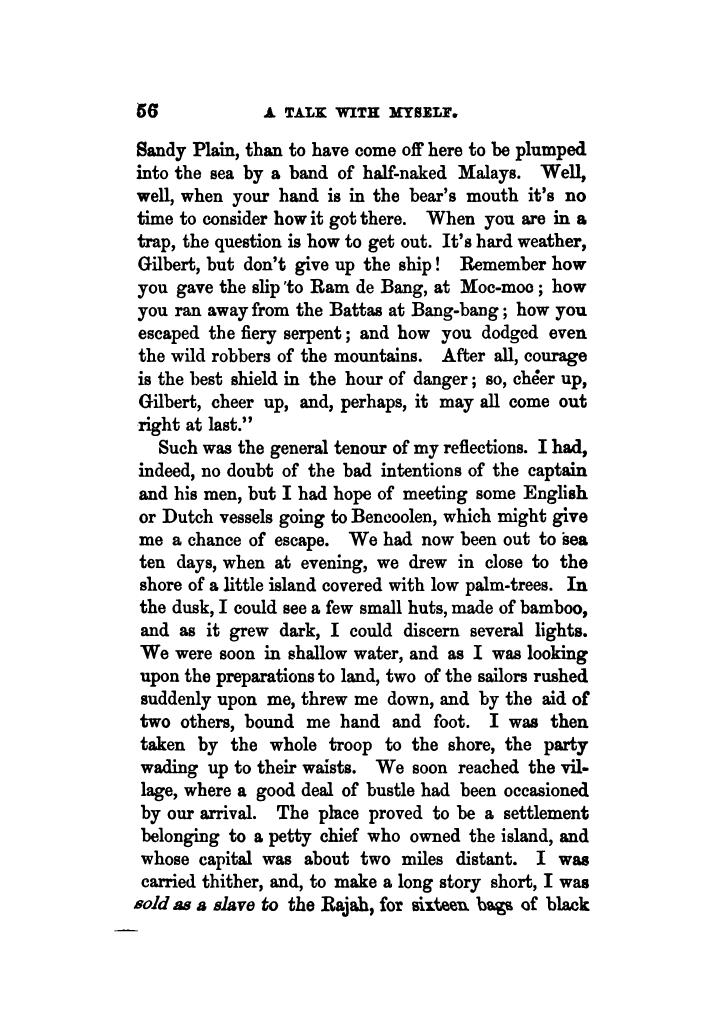 56 A TALK WITH MYSELF.
Sandy Plain, than to have come off here to be plumped
into the sea by a band of half-naked Malays. Well,
well, when your hand is in the bear's mouth it's no
time to consider how it got there. When you are in a
trap, the question is how to get out. It's hard weather,
Gilbert, but don't give up the ship! Remember how
you gave the slip to Ram de Bang, at Moc-moc; how
you ran away from the Battas at Bang-bang; how you
escaped the fiery serpent; and how you dodged even
the wild robbers of the mountains. After all, courage
is the best shield in the hour of danger; so, cheer up,
Gilbert, cheer up, and, perhaps, it may all come out
right at last."
Such was the general tenour of my reflections. I had,
indeed, no doubt of the bad intentions of the captain
and his men, but I had hope of meeting some English
or Dutch vessels going to Bencoolen, which might give
me a chance of escape. We had now been out to sea
ten days, when at evening, we drew in close to the
shore of a little island covered with low palm-trees. In
the dusk, I could see a few small huts, made of bamboo,
and as it grew dark, I could discern several lights.
We were soon in shallow water, and as I was looking
upon the preparations to land, two of the sailors rushed
suddenly upon me, threw me down, and by the aid of
two others, bound me hand and foot. I was then
taken by the whole troop to the shore, the party
wading up to their waists. We soon reached the vil-
lage, where a good deal of bustle had been occasioned
by our arrival. The place proved to be a settlement
belonging to a petty chief who owned the island, and
whose capital was about two miles distant. I was
carried thither, and, to make a long story short, I was
sold as a slave to the Rajah, for sixteen bags of black